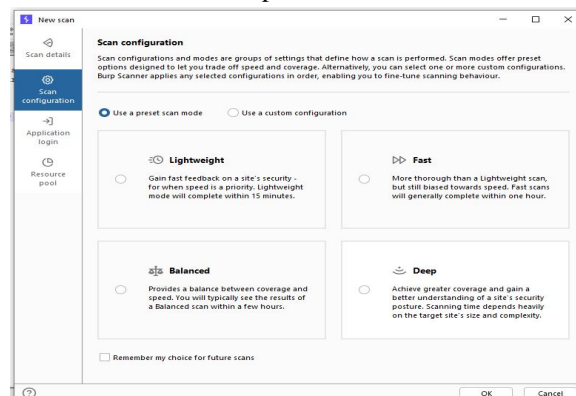 New scan
Scan details
Scan
configuration
Application
login
Resource
pool
Scan configuration
Scan configurations and modes are groups of settings that define how a scan is performed. Scan modes offer preset
options designed to let you trade off speed and coverage. Alternatively, you can select one or more custom configurations.
Burp Scanner applies any selected configurations in order, enabling you to fine-tune scanning behaviour.
Use a preset scan mode
Use a custom configuration
Lightweight
Gain fast feedback on a site's security -
for when speed is a priority. Lightweight
mode will complete within 15 minutes.
Fast
More thorough than a Lightweight scan,
but still biased towards speed. Fast scans
will generally complete within one hour.
Balanced
Provides a balance between coverage and
speed. You will typically see the results of
a Balanced scan within a few hours.
Deep
Achieve greater coverage and gain a
better understanding of a site's security
posture. Scanning time depends heavily
on the target site's size and complexity.
Remember my choice for future scans
OK
Cancel